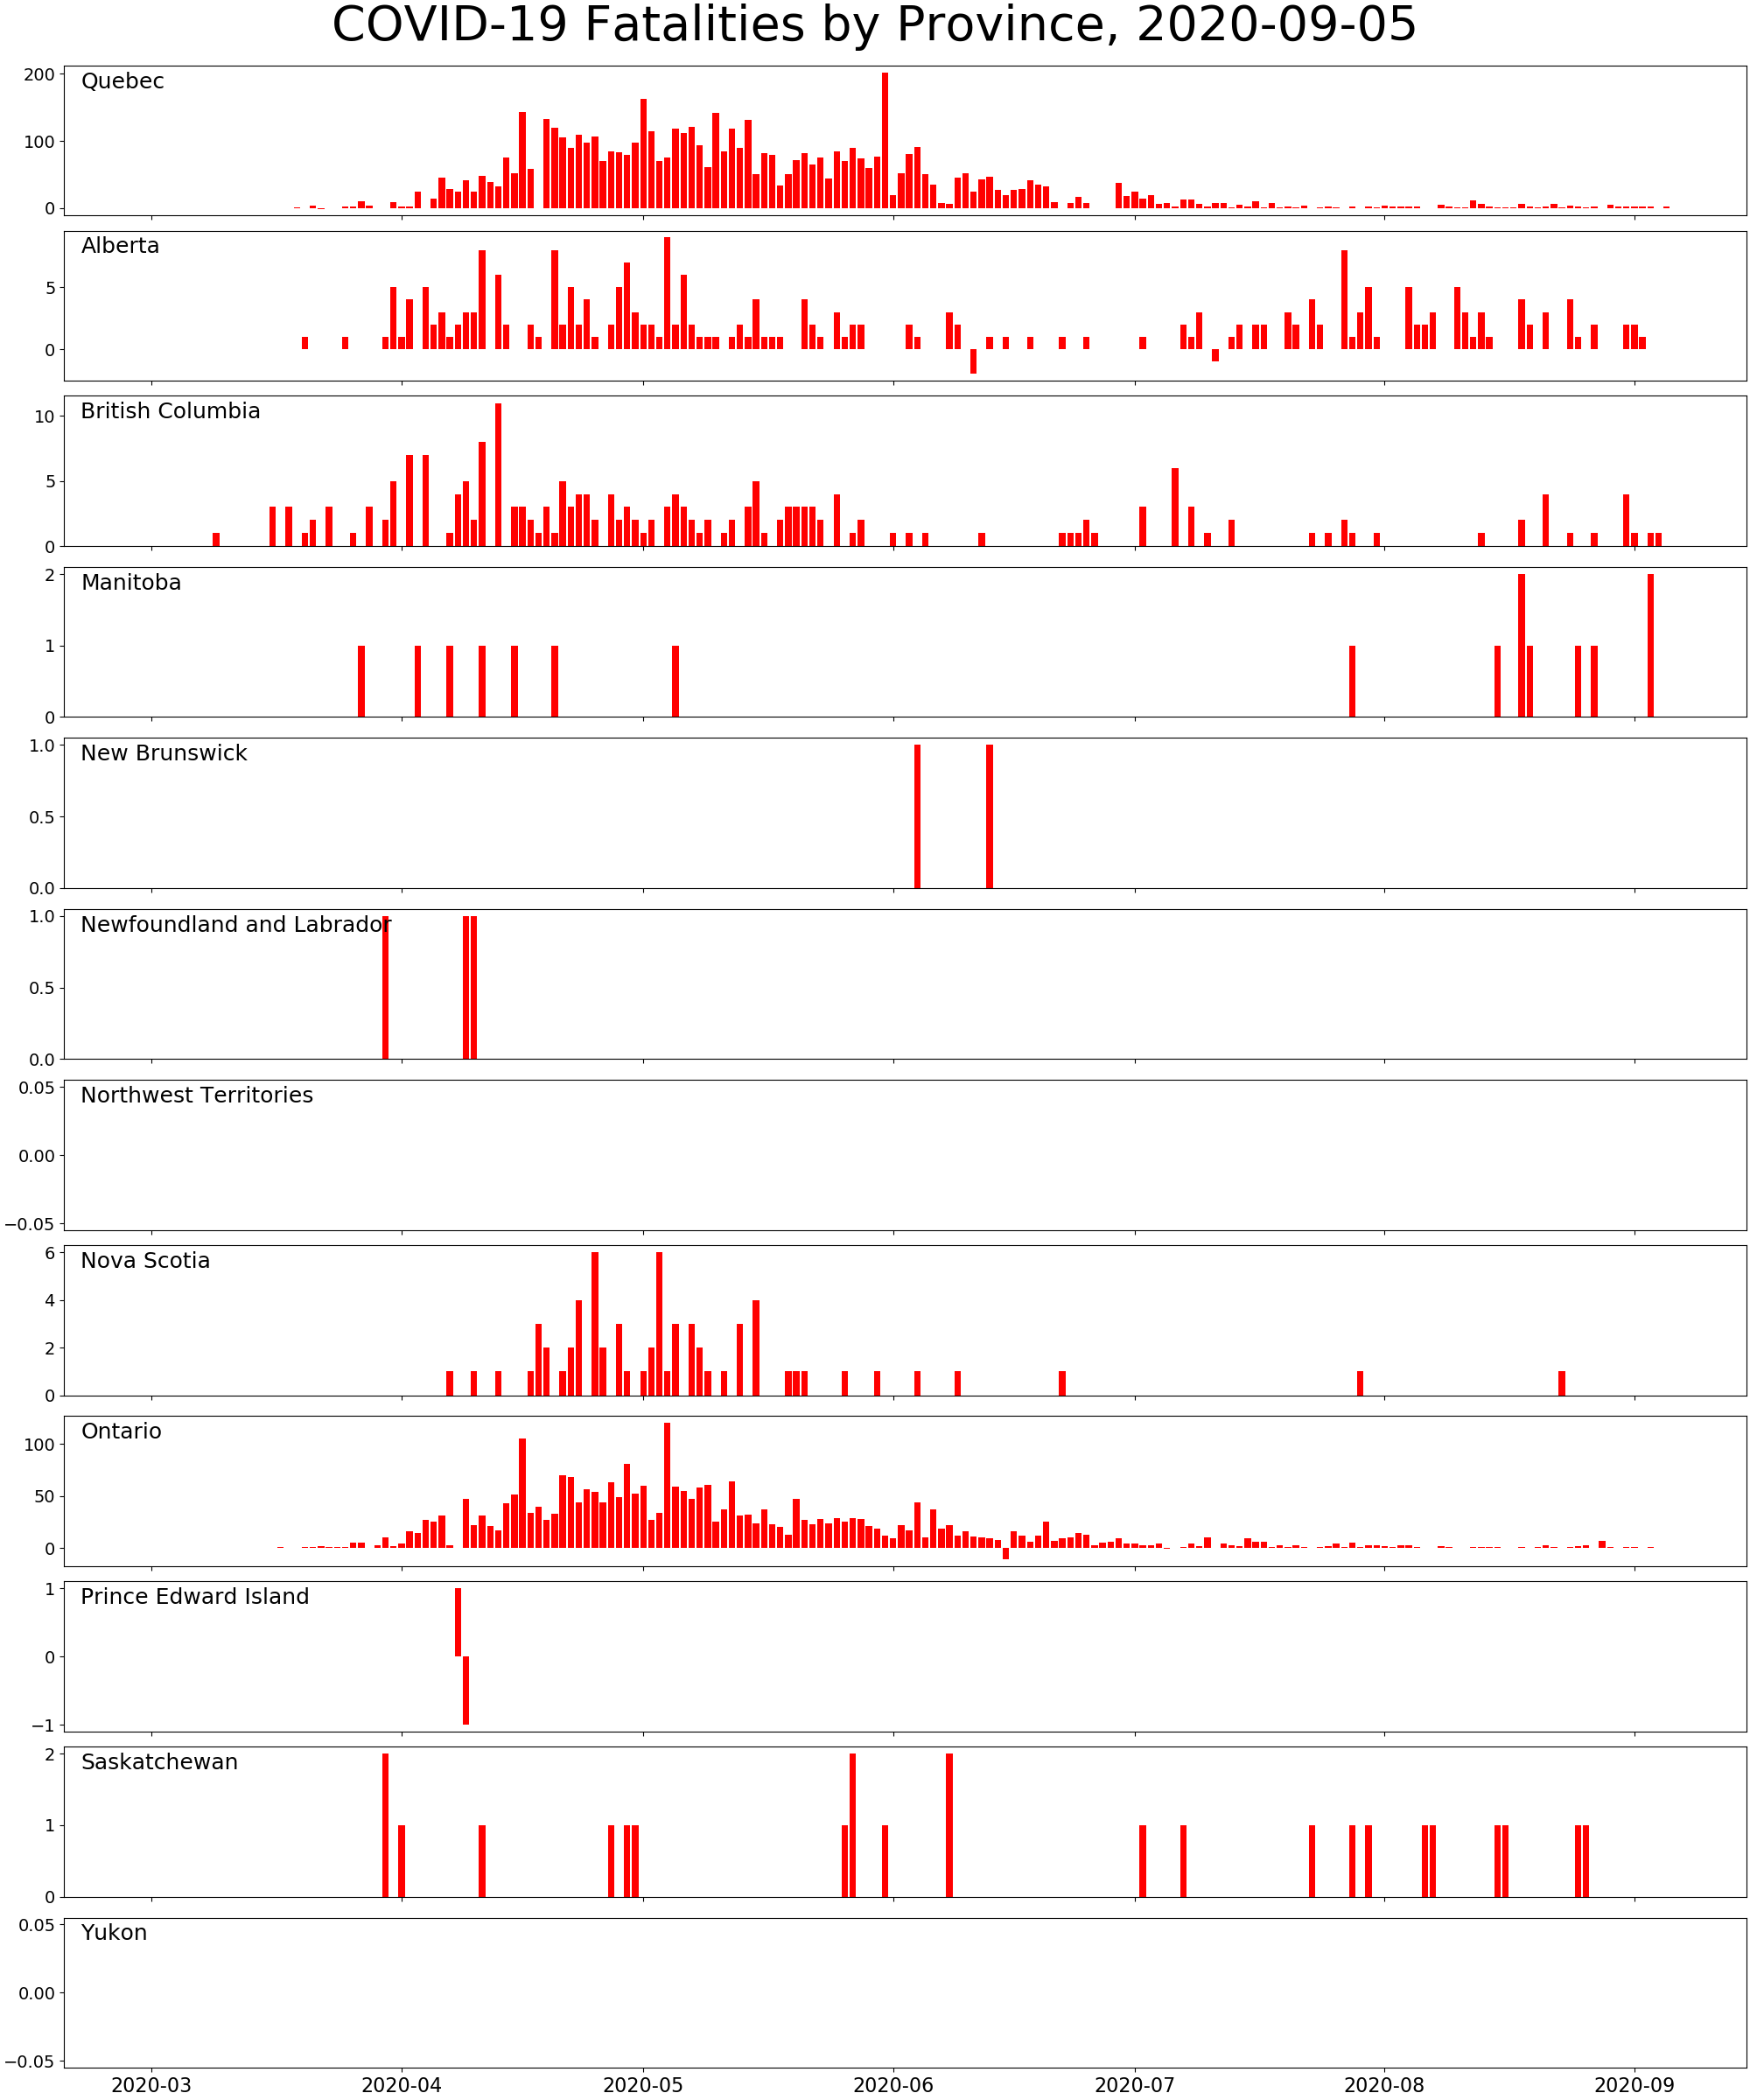 COVID-19 Fatalities by Province, 2020-09-05
Quebec
200
100
0
Alberta
5
0
British Columbia
10
5
0
Manitoba
2
1
0
New Brunswick
1.0
0.5
0.0
Newfoundland and Labrador
1.0
0.5
0.0
Northwest Territories
0.05
0.00
−0.05
Nova Scotia
6
4
2
0
Ontario
100
50
0
Prince Edward Island
1
0
−1
Saskatchewan
2
1
0
Yukon
0.05
0.00
−0.05
2020-03 2020-04 2020-05 2020-06 2020-07 2020-08 2020-09